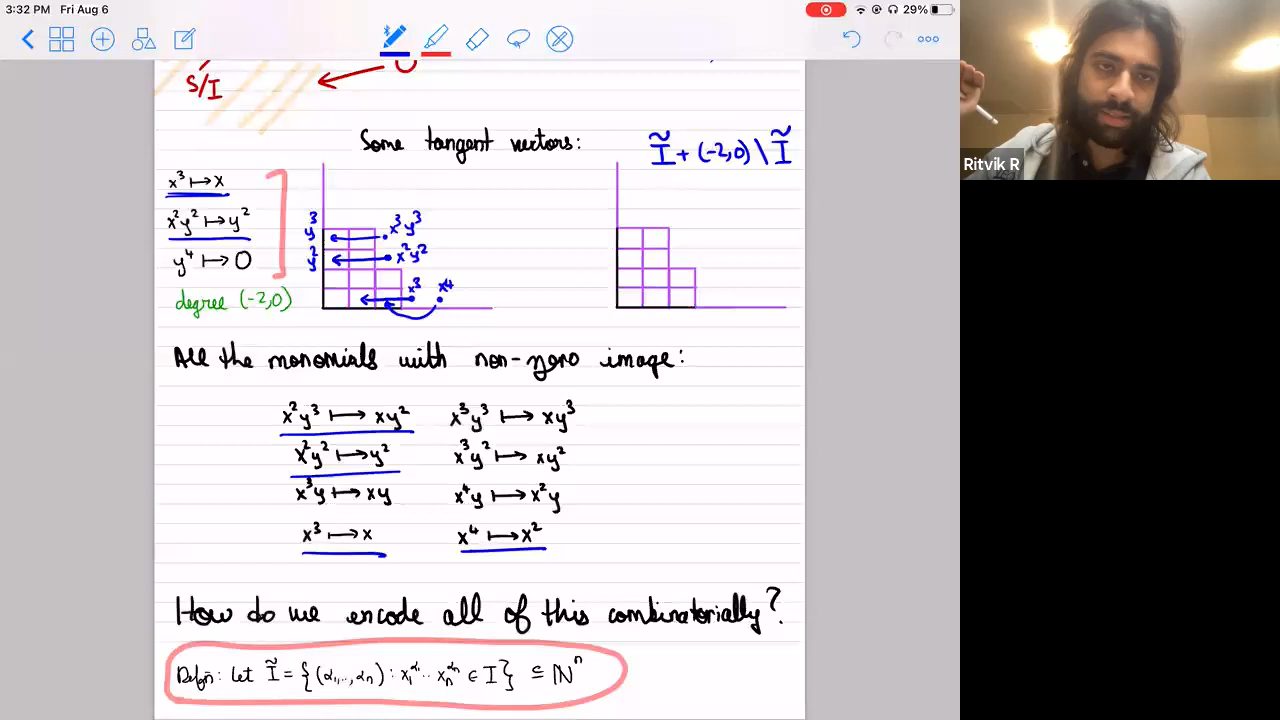 3:32 PM Fri Aug 6
29%
S/I
Some tangent vectors:
Ĩ + (-2,0) \ Ĩ
Ritvik R
x³ ↦ x
x²y² ↦ y²
y⁴ ↦ 0
degree (-2,0)
y³
x³y³
y²
x²y²
x³
x⁴
All the monomials with non-zero image:
x²y³ ↦ xy² x³y³ ↦ xy³
x²y² ↦ y² x³y² ↦ xy²
x³y ↦ xy x⁴y ↦ x²y
x³ ↦ x x⁴ ↦ x²
How do we encode all of this combinatorially?
Defn: Let Ĩ = {(α₁,..,αₙ) : x₁^α₁ ... xₙ^αₙ ∈ I} ⊆ ℕⁿ